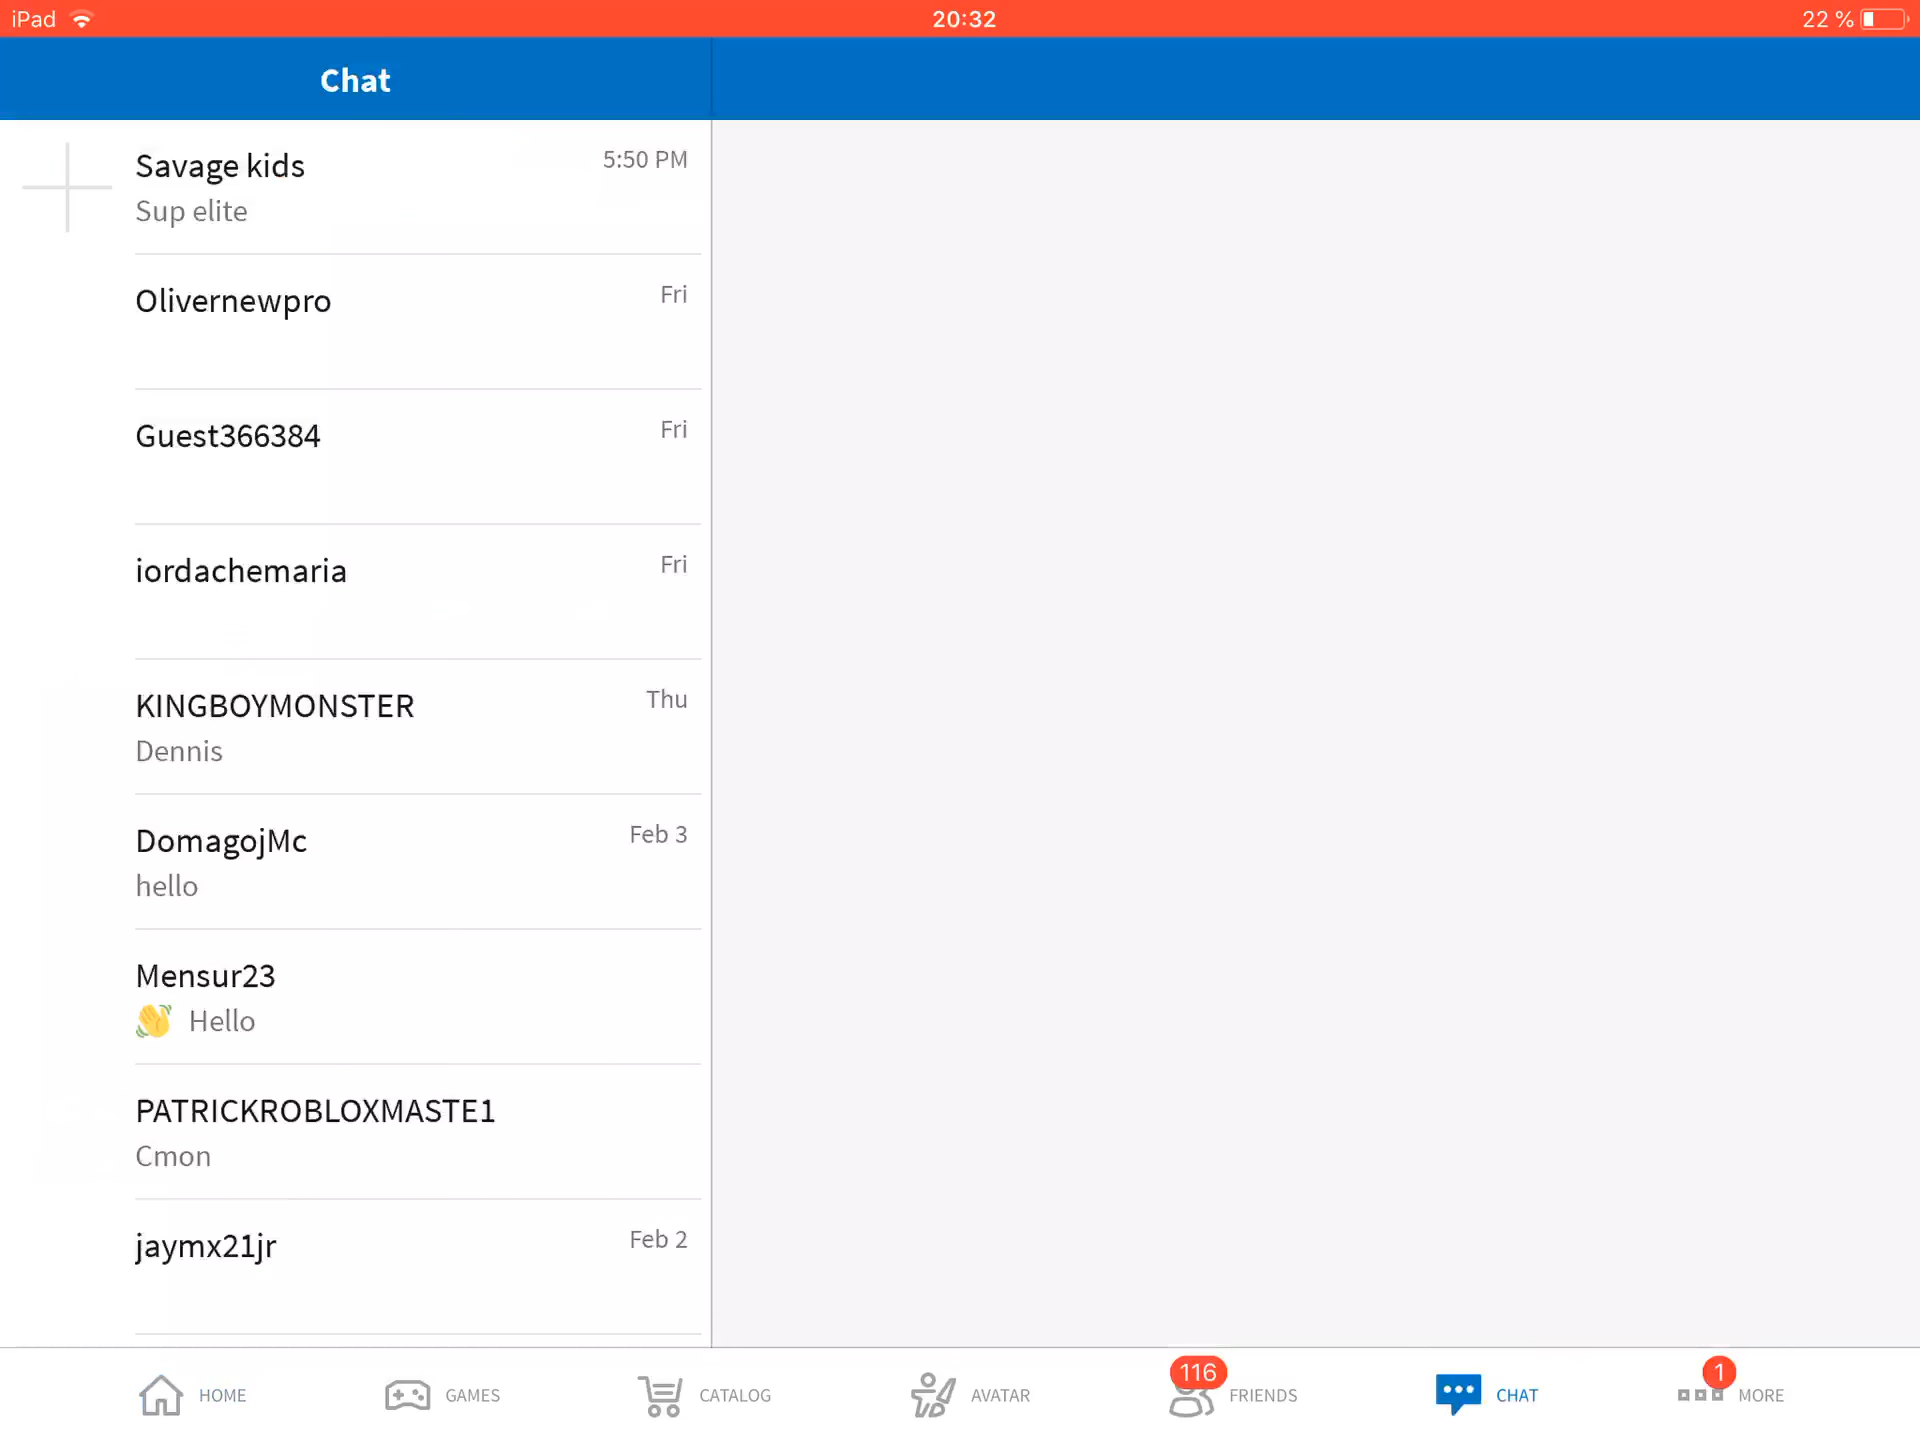 iPad 20:32 22 %
Chat
Savage kids 5:50 PM
Sup elite
Olivernewpro Fri
Guest366384 Fri
iordachemaria Fri
KINGBOYMONSTER Thu
Dennis
DomagojMc Feb 3
hello
Mensur23
👋 Hello
PATRICKROBLOXMASTE1
Cmon
jaymx21jr Feb 2
HOME GAMES CATALOG AVATAR 116 FRIENDS CHAT 1 MORE